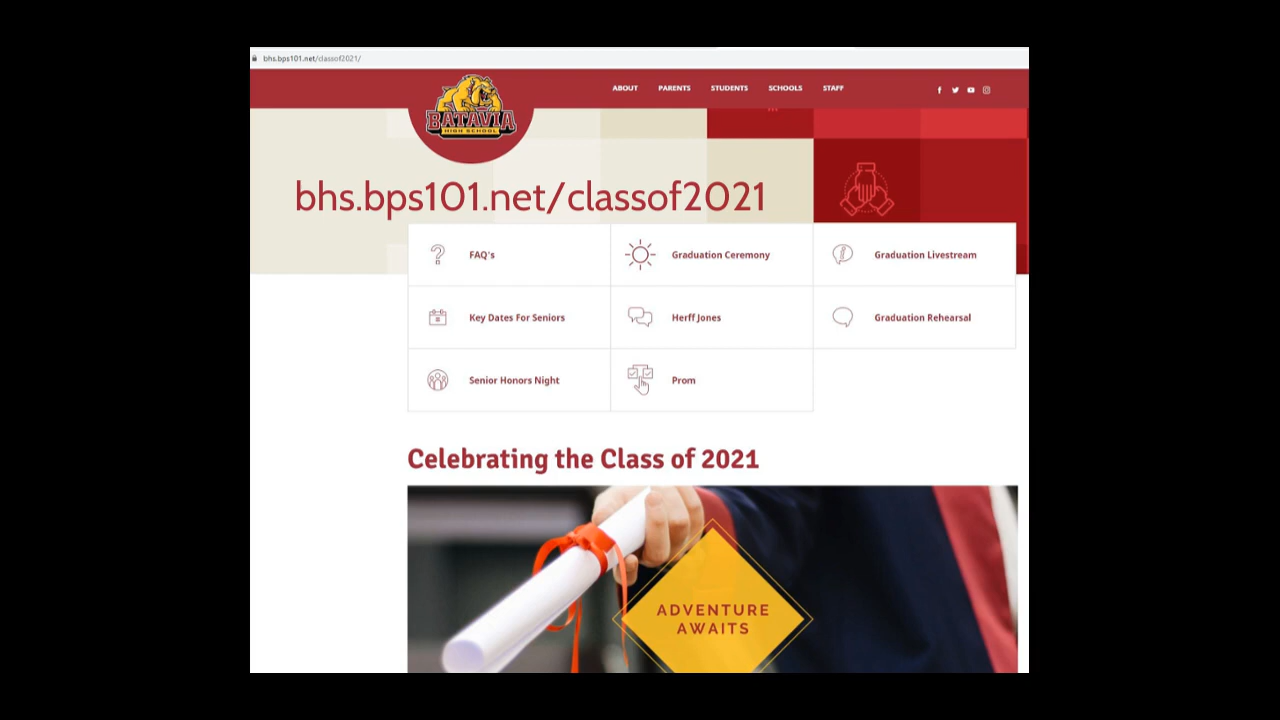 bhs.bps101.net/classof2021/
ABOUT PARENTS STUDENTS SCHOOLS STAFF
BATAVIA
HIGH SCHOOL
bhs.bps101.net/classof2021
FAQ's Graduation Ceremony Graduation Livestream
Key Dates For Seniors Herff Jones Graduation Rehearsal
Senior Honors Night Prom
Celebrating the Class of 2021
ADVENTURE
AWAITS